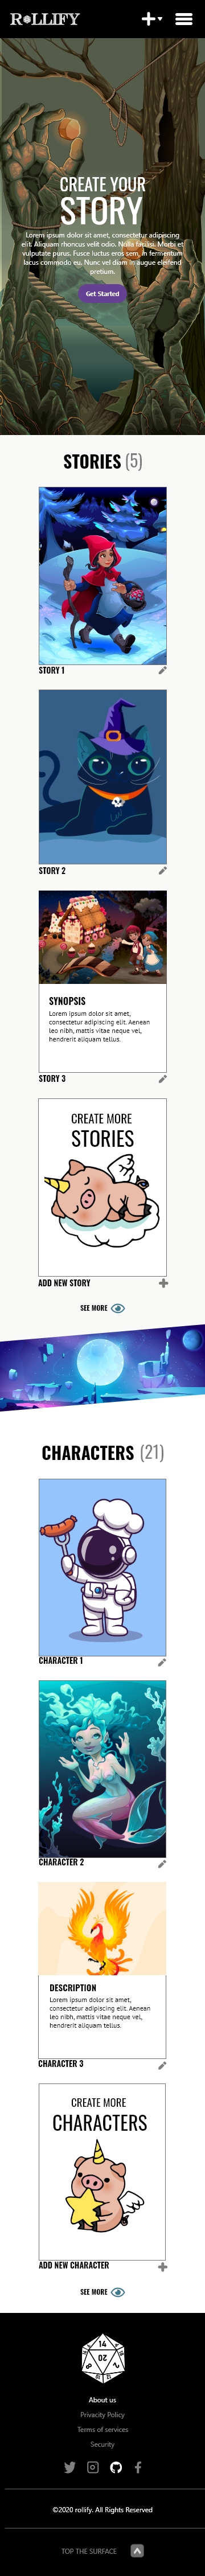 ROLLIFY
CREATE YOUR
STORY
Lorem ipsum dolor sit amet, consectetur adipiscing
elit. Aliquam rhoncus velit odio. Nulla facilisi. Morbi et
vulputate purus. Fusce luctus eros sem, in fermentum
lacus commodo eu. Nunc vel diam in augue eleifend
pretium.
Get Started
STORIES (5)
STORY 1
STORY 2
SYNOPSIS
Lorem ipsum dolor sit amet,
consectetur adipiscing elit. Aenean
leo nibh, mattis vitae neque vel,
hendrerit aliquam tellus.
STORY 3
CREATE MORE
STORIES
ADD NEW STORY
SEE MORE
CHARACTERS (21)
CHARACTER 1
CHARACTER 2
DESCRIPTION
Lorem ipsum dolor sit amet,
consectetur adipiscing elit. Aenean
leo nibh, mattis vitae neque vel,
hendrerit aliquam tellus.
CHARACTER 3
CREATE MORE
CHARACTERS
ADD NEW CHARACTER
SEE MORE
14
20
8
2
About us
Privacity Policy
Terms of services
Security
©2020 rollify. All Rights Reserved
TOP THE SURFACE